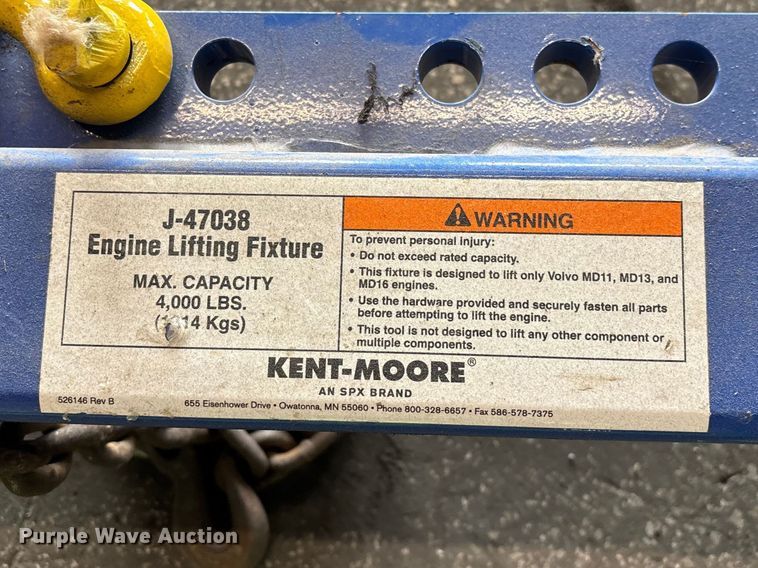 J-47038
Engine Lifting Fixture
MAX. CAPACITY
4,000 LBS.
Kgs)
WARNING
To prevent personal injury:
• Do not exceed rated capacity.
• This fixture is designed to lift only Volvo MD11, MD13, and
MD16 engines.
• Use the hardware provided and securely fasten all parts
before attempting to lift the engine.
• This tool is not designed to lift any other component or
multiple components.
KENT-MOORE®
AN SPX BRAND
526146 Rev B
655 Eisenhower Drive • Owatonna, MN 55060 • Phone 800-328-6657 • Fax 586-578-7375
Purple Wave Auction